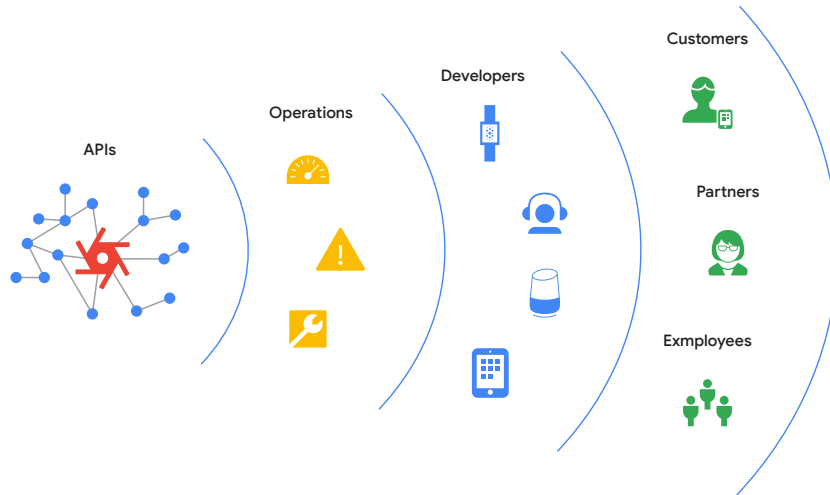 APIs
Operations
Developers
Customers
Partners
Exmployees